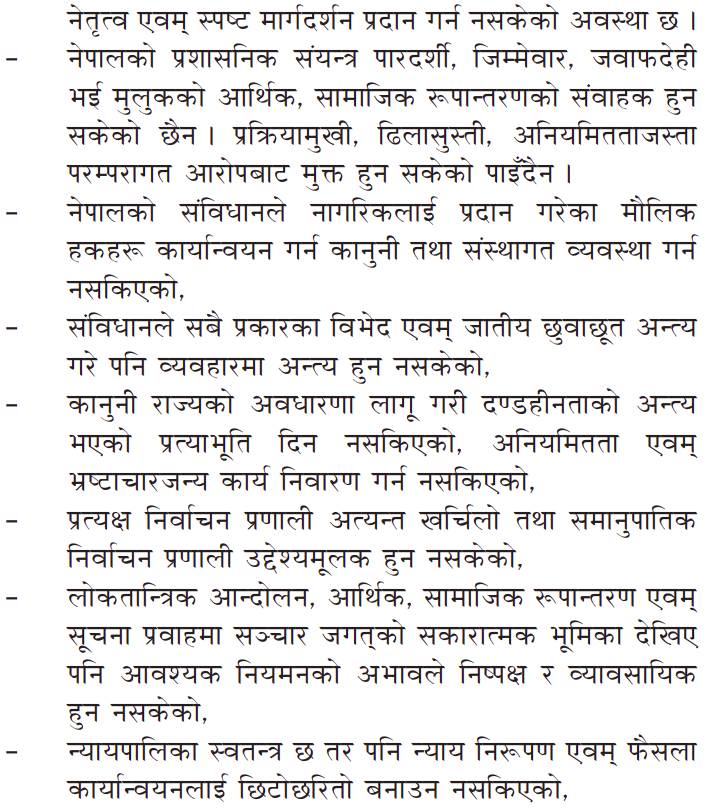 नेतृत्व एवम् स्पष्ट मार्गदर्शन प्रदान गर्न नसकेको अवस्था छ ।
– नेपालको प्रशासनिक संयन्त्र पारदर्शी, जिम्मेवार, जवाफदेही
भई मुलुकको आर्थिक, सामाजिक रूपान्तरणको संवाहक हुन
सकेको छैन । प्रक्रियामुखी, ढिलासुस्ती, अनियमितताजस्ता
परम्परागत आरोपबाट मुक्त हुन सकेको पाइँदैन ।
– नेपालको संविधानले नागरिकलाई प्रदान गरेका मौलिक
हकहरू कार्यान्वयन गर्न कानुनी तथा संस्थागत व्यवस्था गर्न
नसकिएको,
– संविधानले सबै प्रकारका विभेद एवम् जातीय छुवाछूत अन्त्य
गरे पनि व्यवहारमा अन्त्य हुन नसकेको,
– कानुनी राज्यको अवधारणा लागू गरी दण्डहीनताको अन्त्य
भएको प्रत्याभूति दिन नसकिएको, अनियमितता एवम्
भ्रष्टाचारजन्य कार्य निवारण गर्न नसकिएको,
– प्रत्यक्ष निर्वाचन प्रणाली अत्यन्त खर्चिलो तथा समानुपातिक
निर्वाचन प्रणाली उद्देश्यमूलक हुन नसकेको,
– लोकतान्त्रिक आन्दोलन, आर्थिक, सामाजिक रूपान्तरण एवम्
सूचना प्रवाहमा सञ्चार जगत्‌को सकारात्मक भूमिका देखिए
पनि आवश्यक नियमनको अभावले निष्पक्ष र व्यावसायिक
हुन नसकेको,
– न्यायपालिका स्वतन्त्र छ तर पनि न्याय निरूपण एवम् फैसला
कार्यान्वयनलाई छिटोछरितो बनाउन नसकिएको,